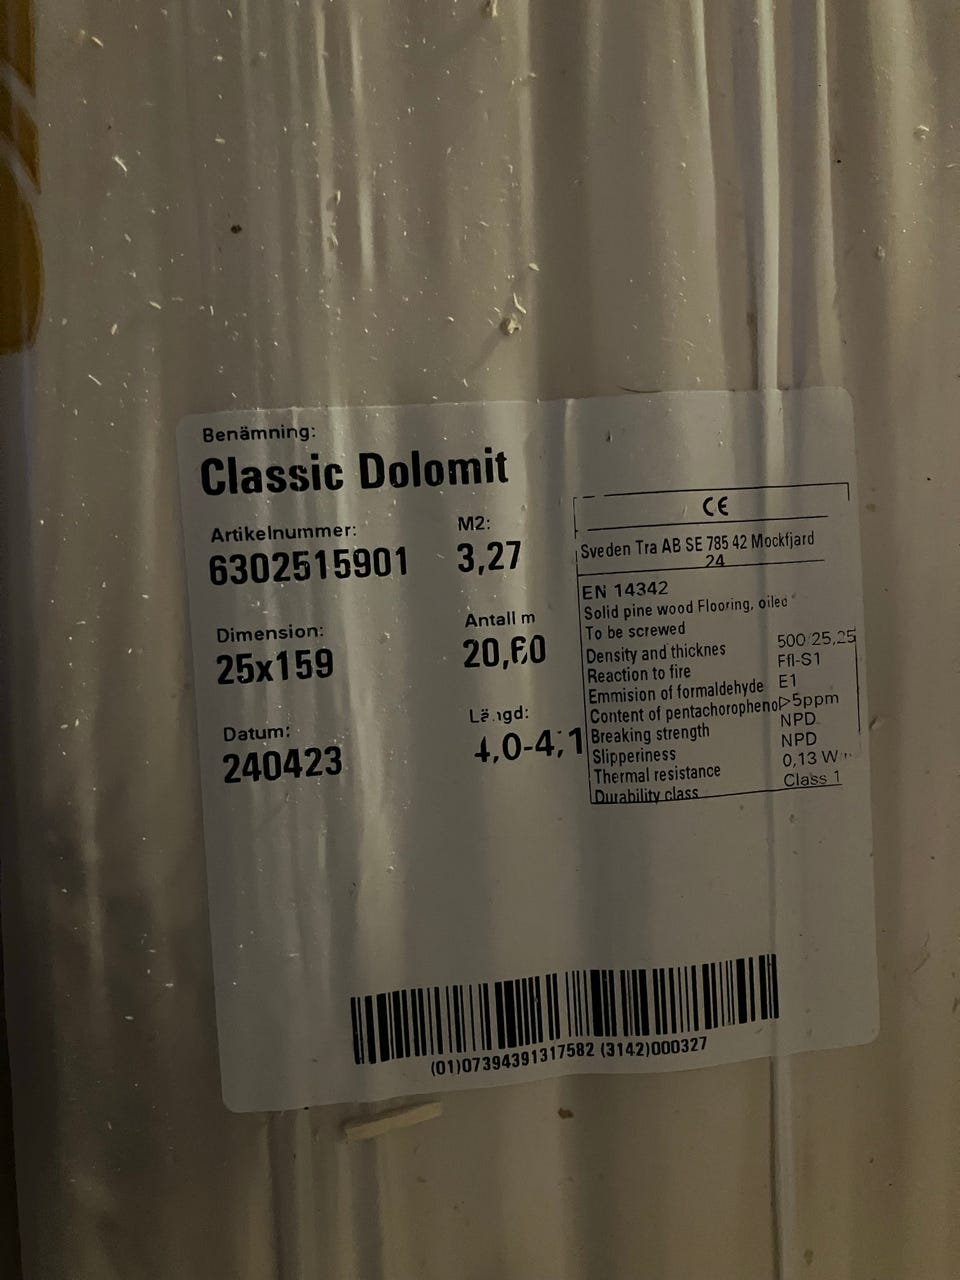 Benämning:
Classic Dolomit
Artikelnummer:
6302515901
M2:
3,27
Dimension:
25x159
Antall m
20,60
Datum:
240423
Längd:
4,0-4,1
CE
Sveden Tra AB SE 785 42 Mockfjard
24
EN 14342
Solid pine wood Flooring, oiled
To be screwed
Density and thicknes 500/25,25
Reaction to fire Ffl-S1
Emmision of formaldehyde E1
Content of pentachorophenol >5ppm
Breaking strength NPD
Slipperiness NPD
Thermal resistance 0,13 W
Durability class Class 1
(01)07394391317582 (3142)000327